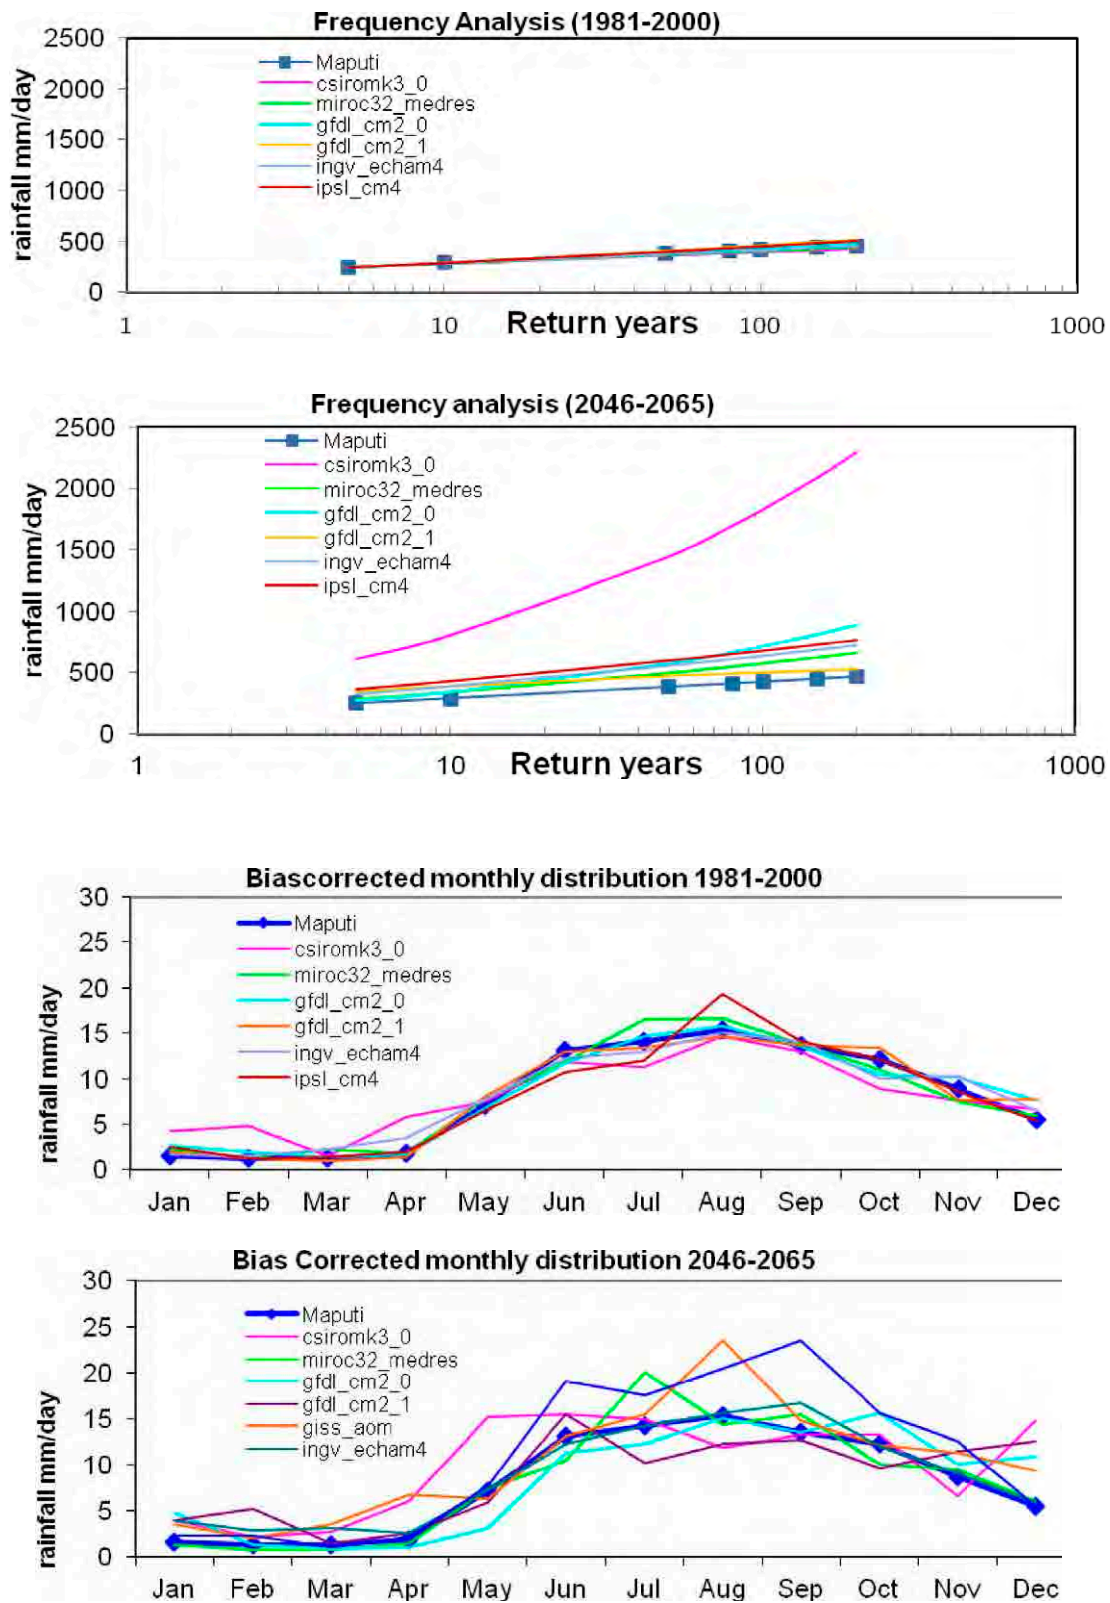 Frequency Analysis (1981-2000)
rainfall mm/day
2500
2000
1500
1000
500
0
Maputi
csiromk3_0
miroc32_medres
gfdl_cm2_0
gfdl_cm2_1
ingv_echam4
ipsl_cm4
1 10 100 1000
Return years
Frequency analysis (2046-2065)
rainfall mm/day
2500
2000
1500
1000
500
0
Maputi
csiromk3_0
miroc32_medres
gfdl_cm2_0
gfdl_cm2_1
ingv_echam4
ipsl_cm4
1 10 100 1000
Return years
Biascorrected monthly distribution 1981-2000
rainfall mm/day
30
25
20
15
10
5
0
Maputi
csiromk3_0
miroc32_medres
gfdl_cm2_0
gfdl_cm2_1
ingv_echam4
ipsl_cm4
Jan Feb Mar Apr May Jun Jul Aug Sep Oct Nov Dec
Bias Corrected monthly distribution 2046-2065
rainfall mm/day
30
25
20
15
10
5
0
Maputi
csiromk3_0
miroc32_medres
gfdl_cm2_0
gfdl_cm2_1
giss_aom
ingv_echam4
Jan Feb Mar Apr May Jun Jul Aug Sep Oct Nov Dec